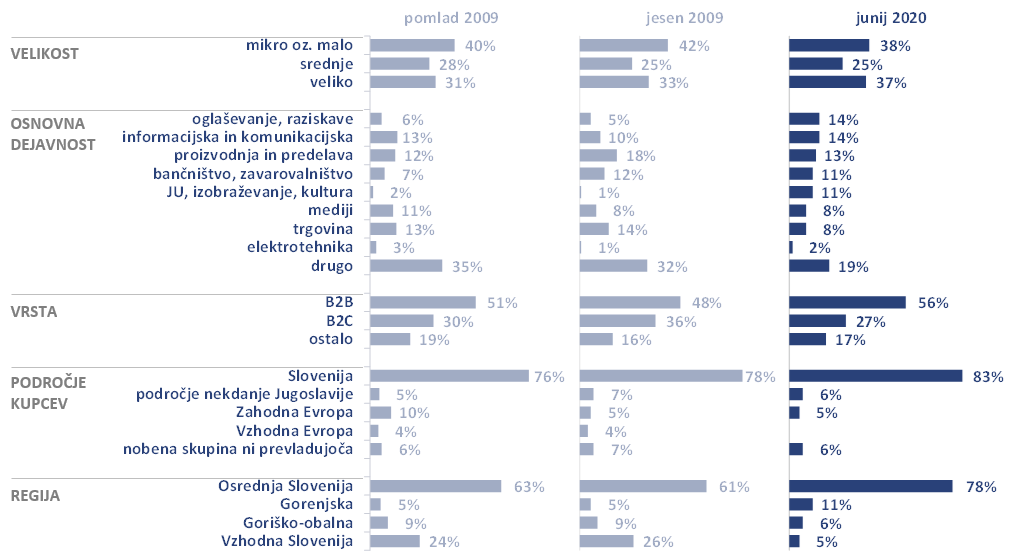 pomlad 2009 jesen 2009 junij 2020
VELIKOST
mikro oz. malo 40% 42% 38%
srednje 28% 25% 25%
veliko 31% 33% 37%
OSNOVNA
DEJAVNOST
oglaševanje, raziskave 6% 5% 14%
informacijska in komunikacijska 13% 10% 14%
proizvodnja in predelava 12% 18% 13%
bančništvo, zavarovalništvo 7% 12% 11%
JU, izobraževanje, kultura 2% 1% 11%
mediji 11% 8% 8%
trgovina 13% 14% 8%
elektrotehnika 3% 1% 2%
drugo 35% 32% 19%
VRSTA
B2B 51% 48% 56%
B2C 30% 36% 27%
ostalo 19% 16% 17%
PODROČJE
KUPCEV
Slovenija 76% 78% 83%
področje nekdanje Jugoslavije 5% 7% 6%
Zahodna Evropa 10% 5% 5%
Vzhodna Evropa 4% 4%
nobena skupina ni prevladujoča 6% 7% 6%
REGIJA
Osrednja Slovenija 63% 61% 78%
Gorenjska 5% 5% 11%
Goriško-obalna 9% 9% 6%
Vzhodna Slovenija 24% 26% 5%